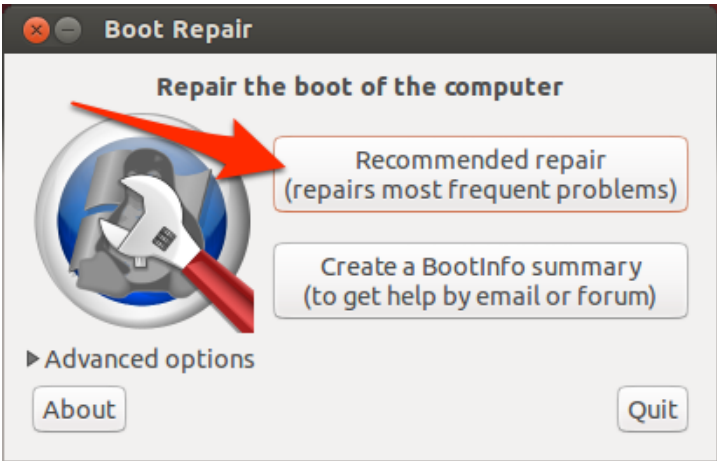 Boot Repair
Repair the boot of the computer
Recommended repair
(repairs most frequent problems)
Create a BootInfo summary
(to get help by email or forum)
Advanced options
About
Quit